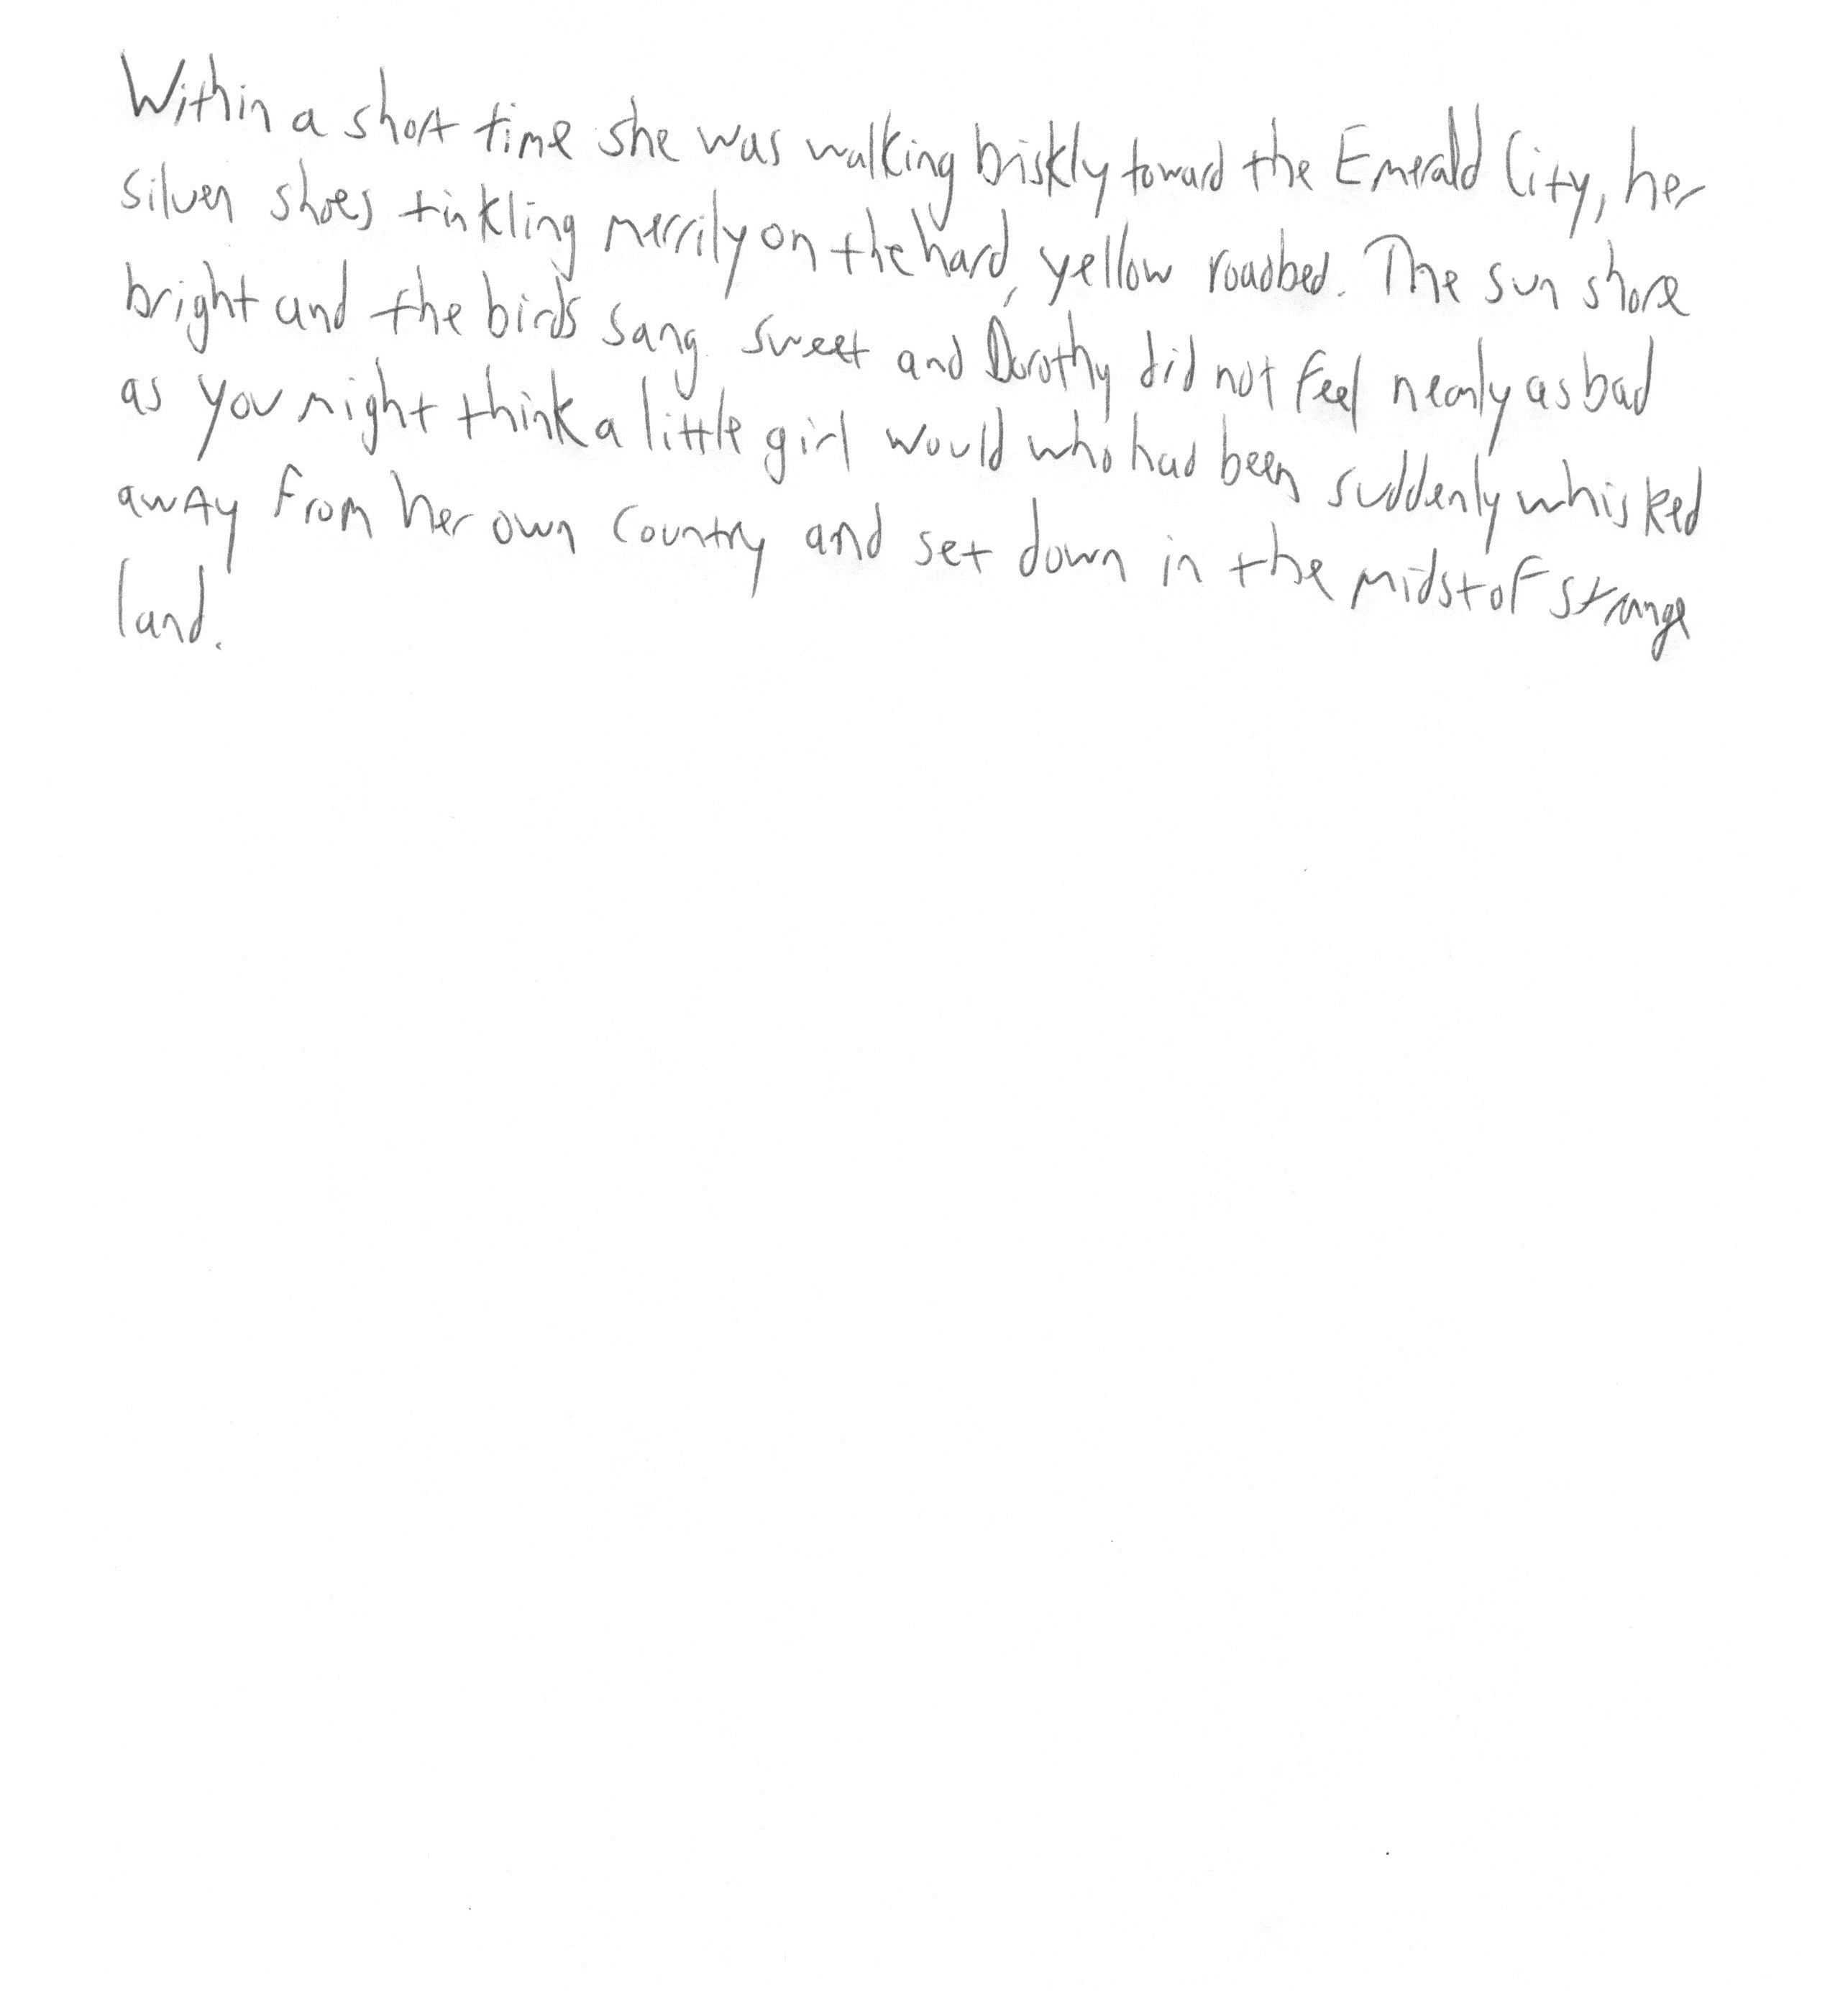 Within a short time she was walking briskly toward the Emerald City, her
silver shoes tinkling merrily on the hard, yellow roadbed. The sun shone
bright and the birds sang sweet and Dorothy did not feel nearly as bad
as you might think a little girl would who had been suddenly whisked
away from her own country and set down in the midst of strange
land.